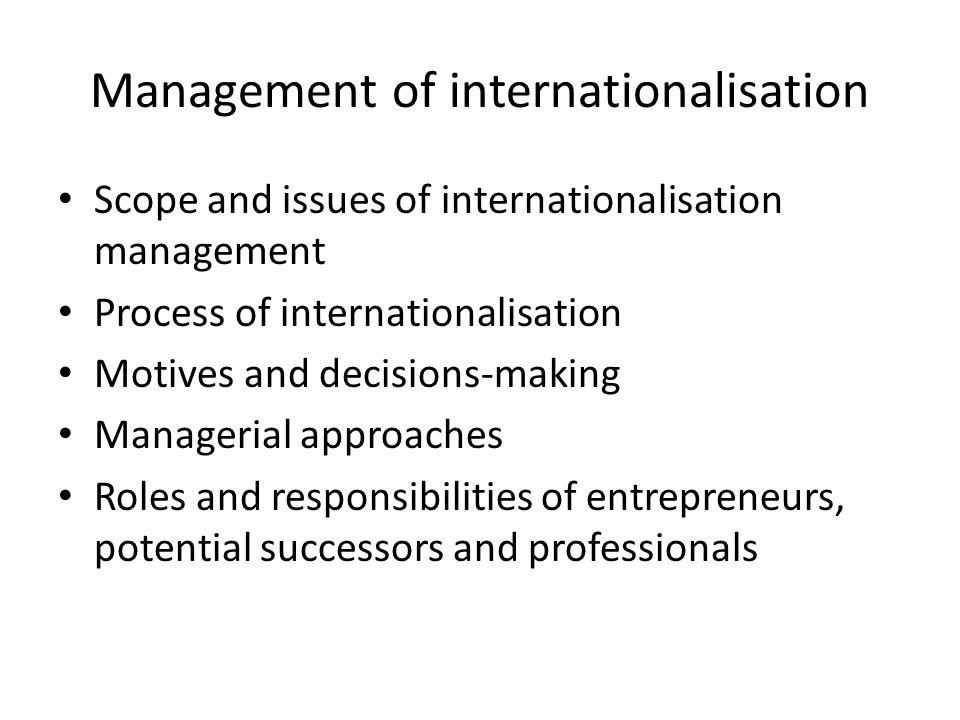 Management of internationalisation
• Scope and issues of internationalisation
management
• Process of internationalisation
• Motives and decisions-making
• Managerial approaches
• Roles and responsibilities of entrepreneurs,
potential successors and professionals